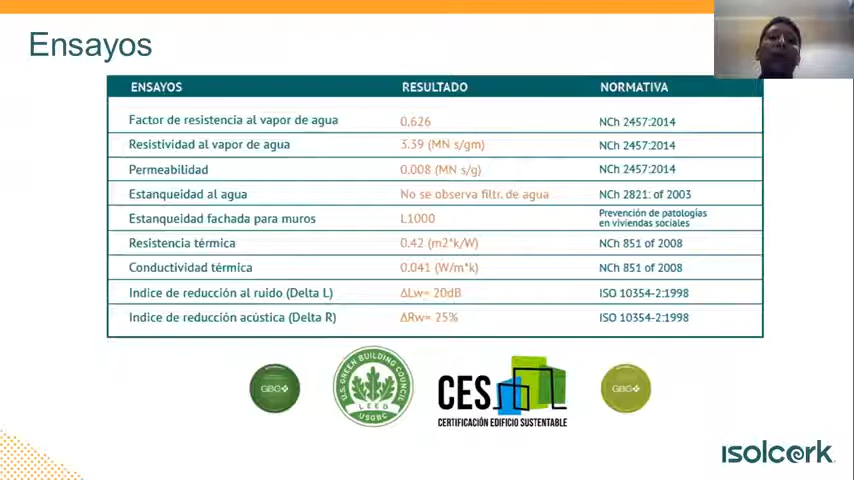 Ensayos
ENSAYOS RESULTADO NORMATIVA
Factor de resistencia al vapor de agua 0,626 NCh 2457:2014
Resistividad al vapor de agua 3.39 (MN s/gm) NCh 2457:2014
Permeabilidad 0.008 (MN s/g) NCh 2457:2014
Estanqueidad al agua No se observa filtr. de agua NCh 2821: of 2003
Estanqueidad fachada para muros L1000 Prevención de patologías
en viviendas sociales
Resistencia térmica 0.42 (m2*k/W) NCh 851 of 2008
Conductividad térmica 0.041 (W/m*k) NCh 851 of 2008
Indice de reducción al ruido (Delta L) ΔLw= 20dB ISO 10354-2:1998
Indice de reducción acústica (Delta R) ΔRw= 25% ISO 10354-2:1998
GBG
U.S. GREEN BUILDING COUNCIL
LEED
USGBC
CES
CERTIFICACIÓN EDIFICIO SUSTENTABLE
GBG
ISOlcork